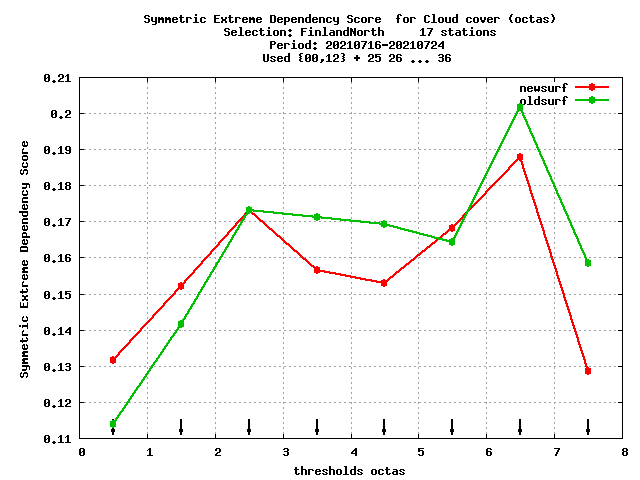 Symmetric Extreme Dependency Score  for Cloud cover (octas)
Selection: FinlandNorth     17 stations
Period: 20210716-20210724
Used {00,12} + 25 26 ... 36
newsurf
oldsurf
Symmetric Extreme Dependency Score
0.21
0.2
0.19
0.18
0.17
0.16
0.15
0.14
0.13
0.12
0.11
0 1 2 3 4 5 6 7 8
thresholds octas